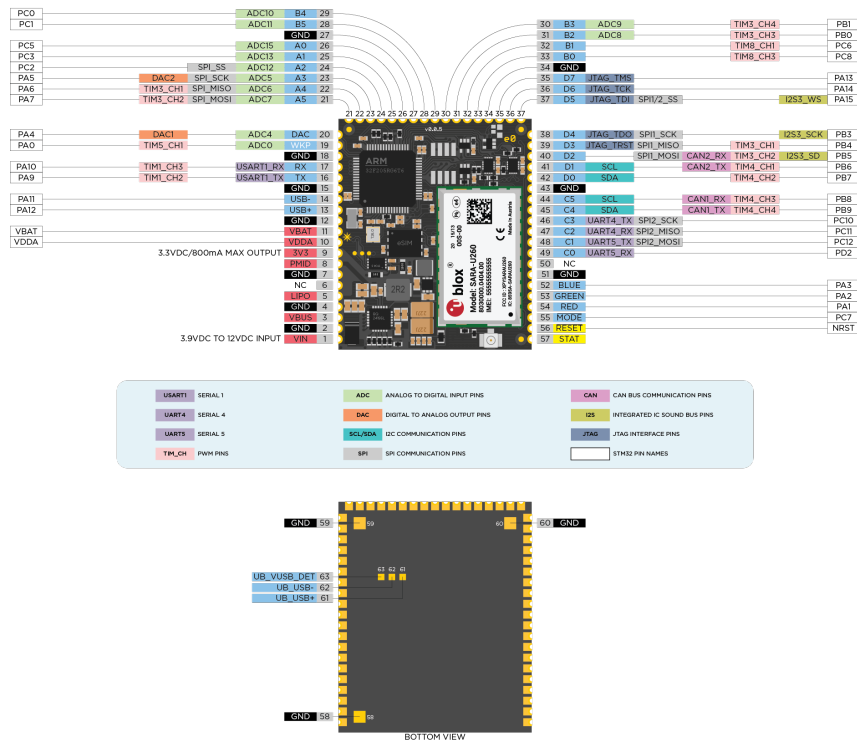 PC0 ADC10 B4 29
PC1 ADC11 B5 28
GND 27
PC5 ADC15 A0 26
PC3 ADC13 A1 25
PC2 SPI_SS ADC12 A2 24
PA5 DAC2 SPI_SCK ADC5 A3 23
PA6 TIM3_CH1 SPI_MISO ADC6 A4 22
PA7 TIM3_CH2 SPI_MOSI ADC7 A5 21
30 B3 ADC9 TIM3_CH4 PB1
31 B2 ADC8 TIM3_CH3 PB0
32 B1 TIM8_CH1 PC6
33 B0 TIM8_CH3 PC8
34 GND
35 D7 JTAG_TMS PA13
36 D6 JTAG_TCK PA14
37 D5 JTAG_TDI SPI1/2_SS I2S3_WS PA15
21 22 23 24 25 26 27 28 29 30 31 32 33 34 35 36 37
PA4 DAC1 ADC4 DAC 20
PA0 TIM5_CH1 ADC0 WKP 19
GND 18
PA10 TIM1_CH3 USART1_RX RX 17
PA9 TIM1_CH2 USART1_TX TX 16
GND 15
PA11 USB- 14
PA12 USB+ 13
GND 12
VBAT VBAT 11
VDDA VDDA 10
3.3VDC/800mA MAX OUTPUT 3V3 9
PMID 8
GND 7
NC 6
LIPO 5
GND 4
VBUS 3
GND 2
3.9VDC TO 12VDC INPUT VIN 1
v0.0.5
e0
ARM
eSIM
2R2
ublox
Model: SARA-U260
IMEI: 5555555555
Made in Austria
CE
38 D4 JTAG_TDO SPI1_SCK I2S3_SCK PB3
39 D3 JTAG_TRST SPI1_MISO TIM3_CH1 PB4
40 D2 SPI1_MOSI CAN2_RX TIM3_CH2 I2S3_SD PB5
41 D1 SCL CAN2_TX TIM4_CH1 PB6
42 D0 SDA TIM4_CH2 PB7
43 GND
44 C5 SCL CAN1_RX TIM4_CH3 PB8
45 C4 SDA CAN1_TX TIM4_CH4 PB9
46 C3 UART4_TX SPI2_SCK PC10
47 C2 UART4_RX SPI2_MISO PC11
48 C1 UART5_TX SPI2_MOSI PC12
49 C0 UART5_RX PD2
50 NC
51 GND
52 BLUE PA3
53 GREEN PA2
54 RED PA1
55 MODE PC7
56 RESET NRST
57 STAT
USART1 SERIAL 1
UART4 SERIAL 4
UART5 SERIAL 5
TIM_CH PWM PINS
ADC ANALOG TO DIGITAL INPUT PINS
DAC DIGITAL TO ANALOG OUTPUT PINS
SCL/SDA I2C COMMUNICATION PINS
SPI SPI COMMUNICATION PINS
CAN CAN BUS COMMUNICATION PINS
I2S INTEGRATED IC SOUND BUS PINS
JTAG JTAG INTERFACE PINS
STM32 PIN NAMES
GND 59
59
60
60 GND
63 62 61
UB_VUSB_DET 63
UB_USB- 62
UB_USB+ 61
GND 58
58
BOTTOM VIEW